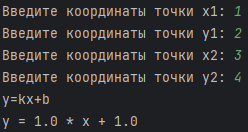 Введите координаты точки x1: 1
Введите координаты точки y1: 2
Введите координаты точки x2: 3
Введите координаты точки y2: 4
y=kx+b
y = 1.0 * x + 1.0